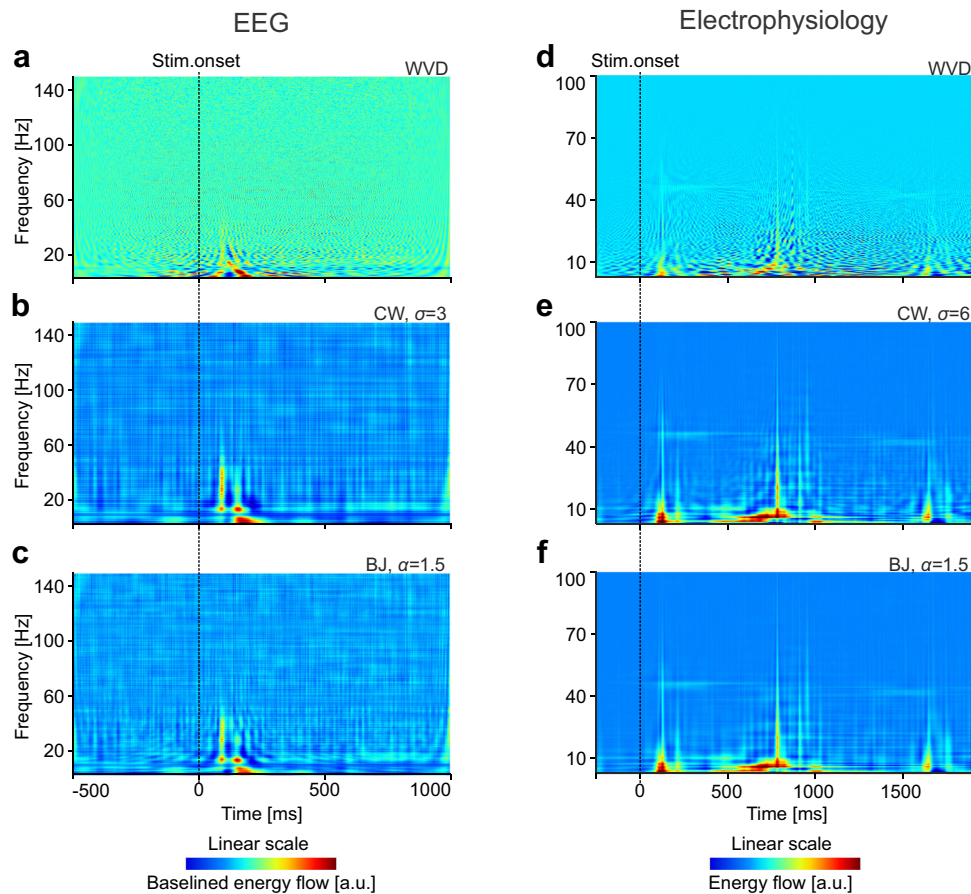 EEG
Electrophysiology
a
Stim.onset
WVD
140
100
60
20
Frequency [Hz]
b
CW, σ=3
140
100
60
20
Frequency [Hz]
c
BJ, α=1.5
140
100
60
20
Frequency [Hz]
-500
0
500
1000
Time [ms]
Linear scale
Baselined energy flow [a.u.]
d
Stim.onset
WVD
100
70
40
10
e
CW, σ=6
100
70
40
10
f
BJ, α=1.5
100
70
40
10
0
500
1000
1500
Time [ms]
Linear scale
Energy flow [a.u.]